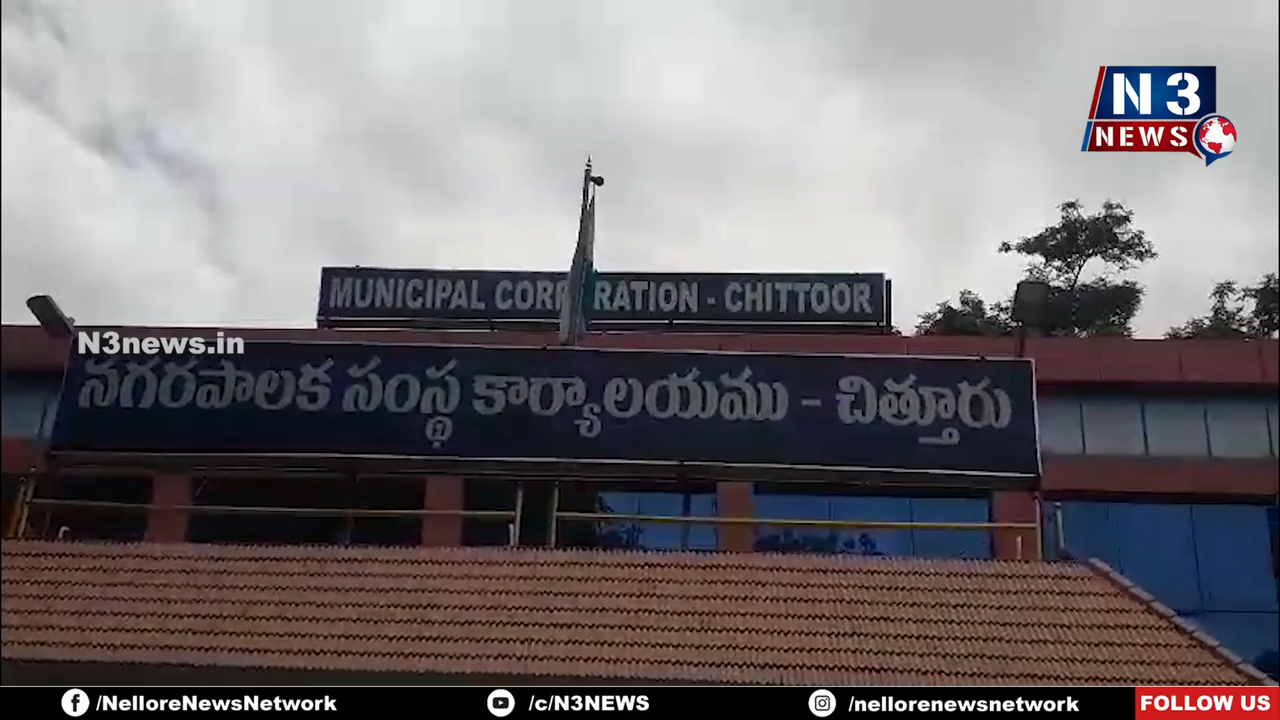 N3
NEWS
MUNICIPAL CORPORATION - CHITTOOR
N3news.in
నగరపాలక సంస్థ కార్యాలయము - చిత్తూరు
/NelloreNewsNetwork
/c/N3NEWS
/nellorenewsnetwork
FOLLOW US